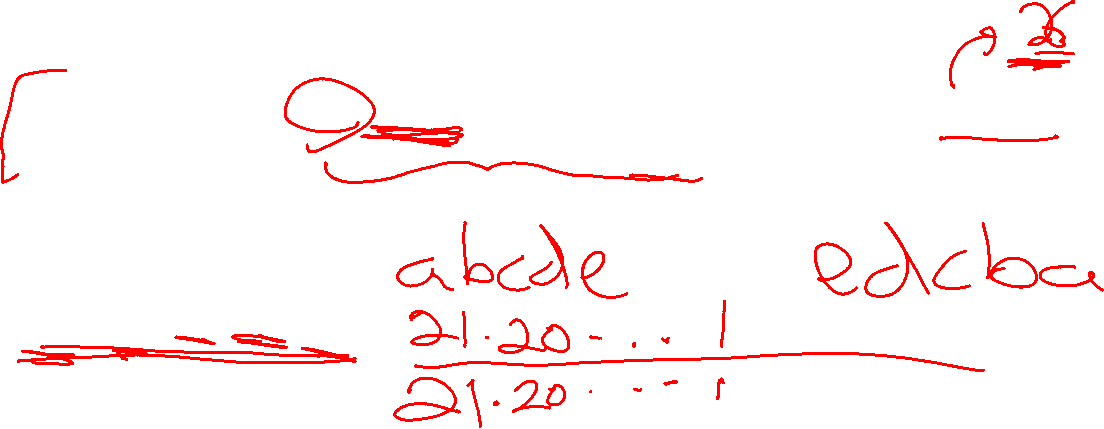 abcde edcba
21.20 - . . . 1
21.20 . . . - 1